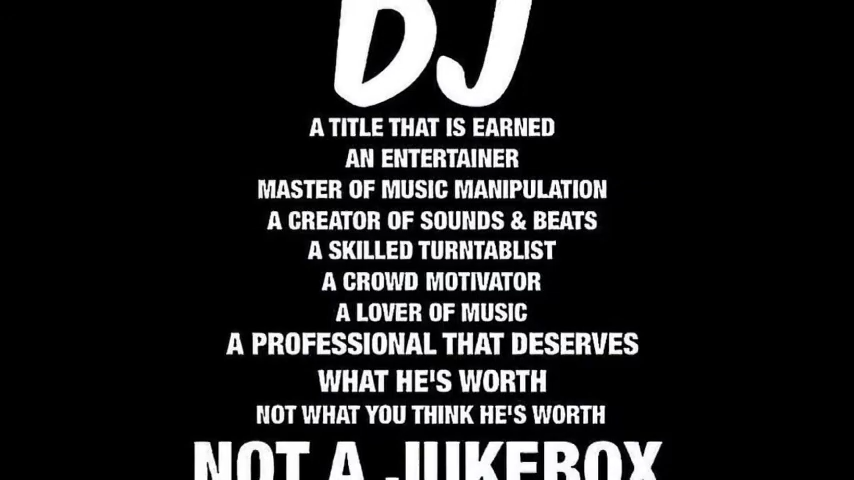 DJ
A TITLE THAT IS EARNED
AN ENTERTAINER
MASTER OF MUSIC MANIPULATION
A CREATOR OF SOUNDS & BEATS
A SKILLED TURNTABLIST
A CROWD MOTIVATOR
A LOVER OF MUSIC
A PROFESSIONAL THAT DESERVES
WHAT HE'S WORTH
NOT WHAT YOU THINK HE'S WORTH
NOT A JUKEBOX